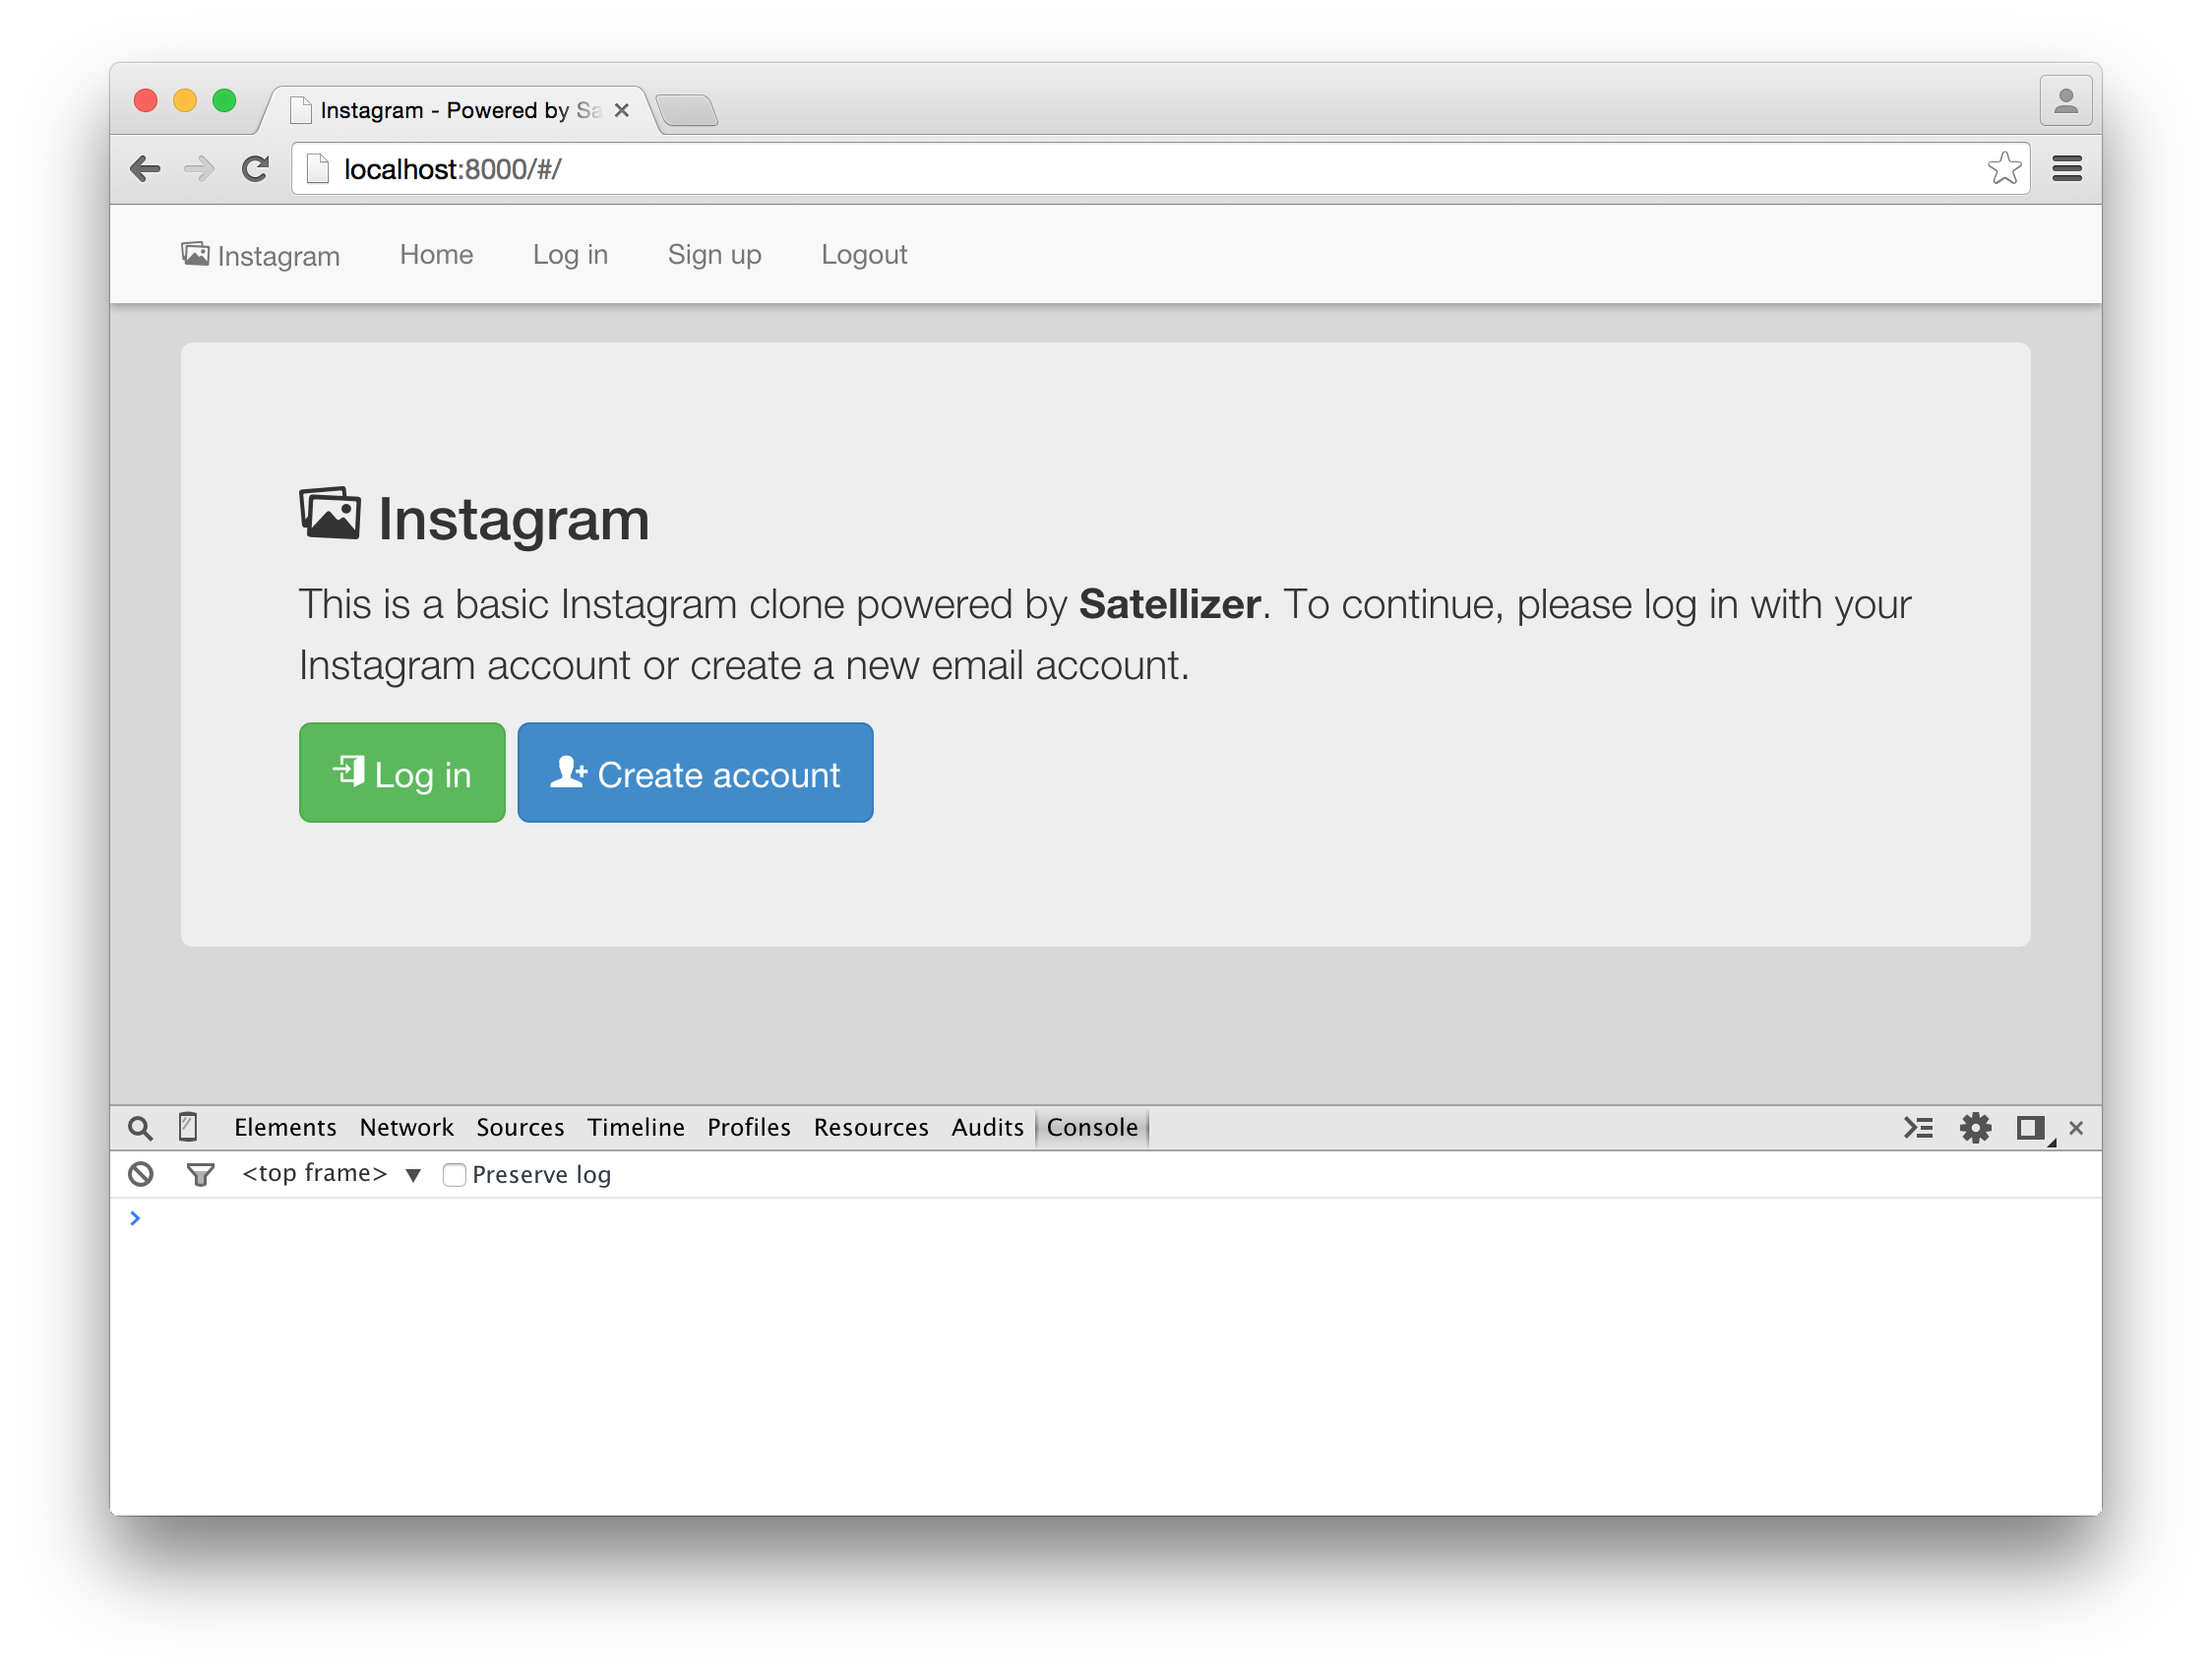 Instagram - Powered by Sa
localhost:8000/#/
Instagram Home Log in Sign up Logout
Instagram
This is a basic Instagram clone powered by Satellizer. To continue, please log in with your
Instagram account or create a new email account.
Log in Create account
Elements Network Sources Timeline Profiles Resources Audits Console
<top frame> Preserve log